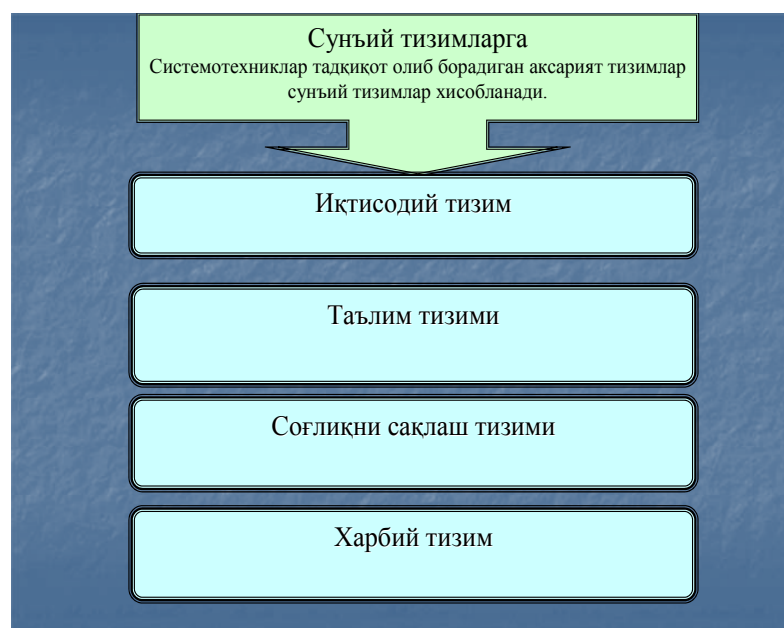 Сунъий тизимларга
Системотехниклар тадқиқот олиб борадиган аксарият тизимлар
сунъий тизимлар хисобланади.
Иқтисодий тизим
Таълим тизими
Соғлиқни сақлаш тизими
Харбий тизим